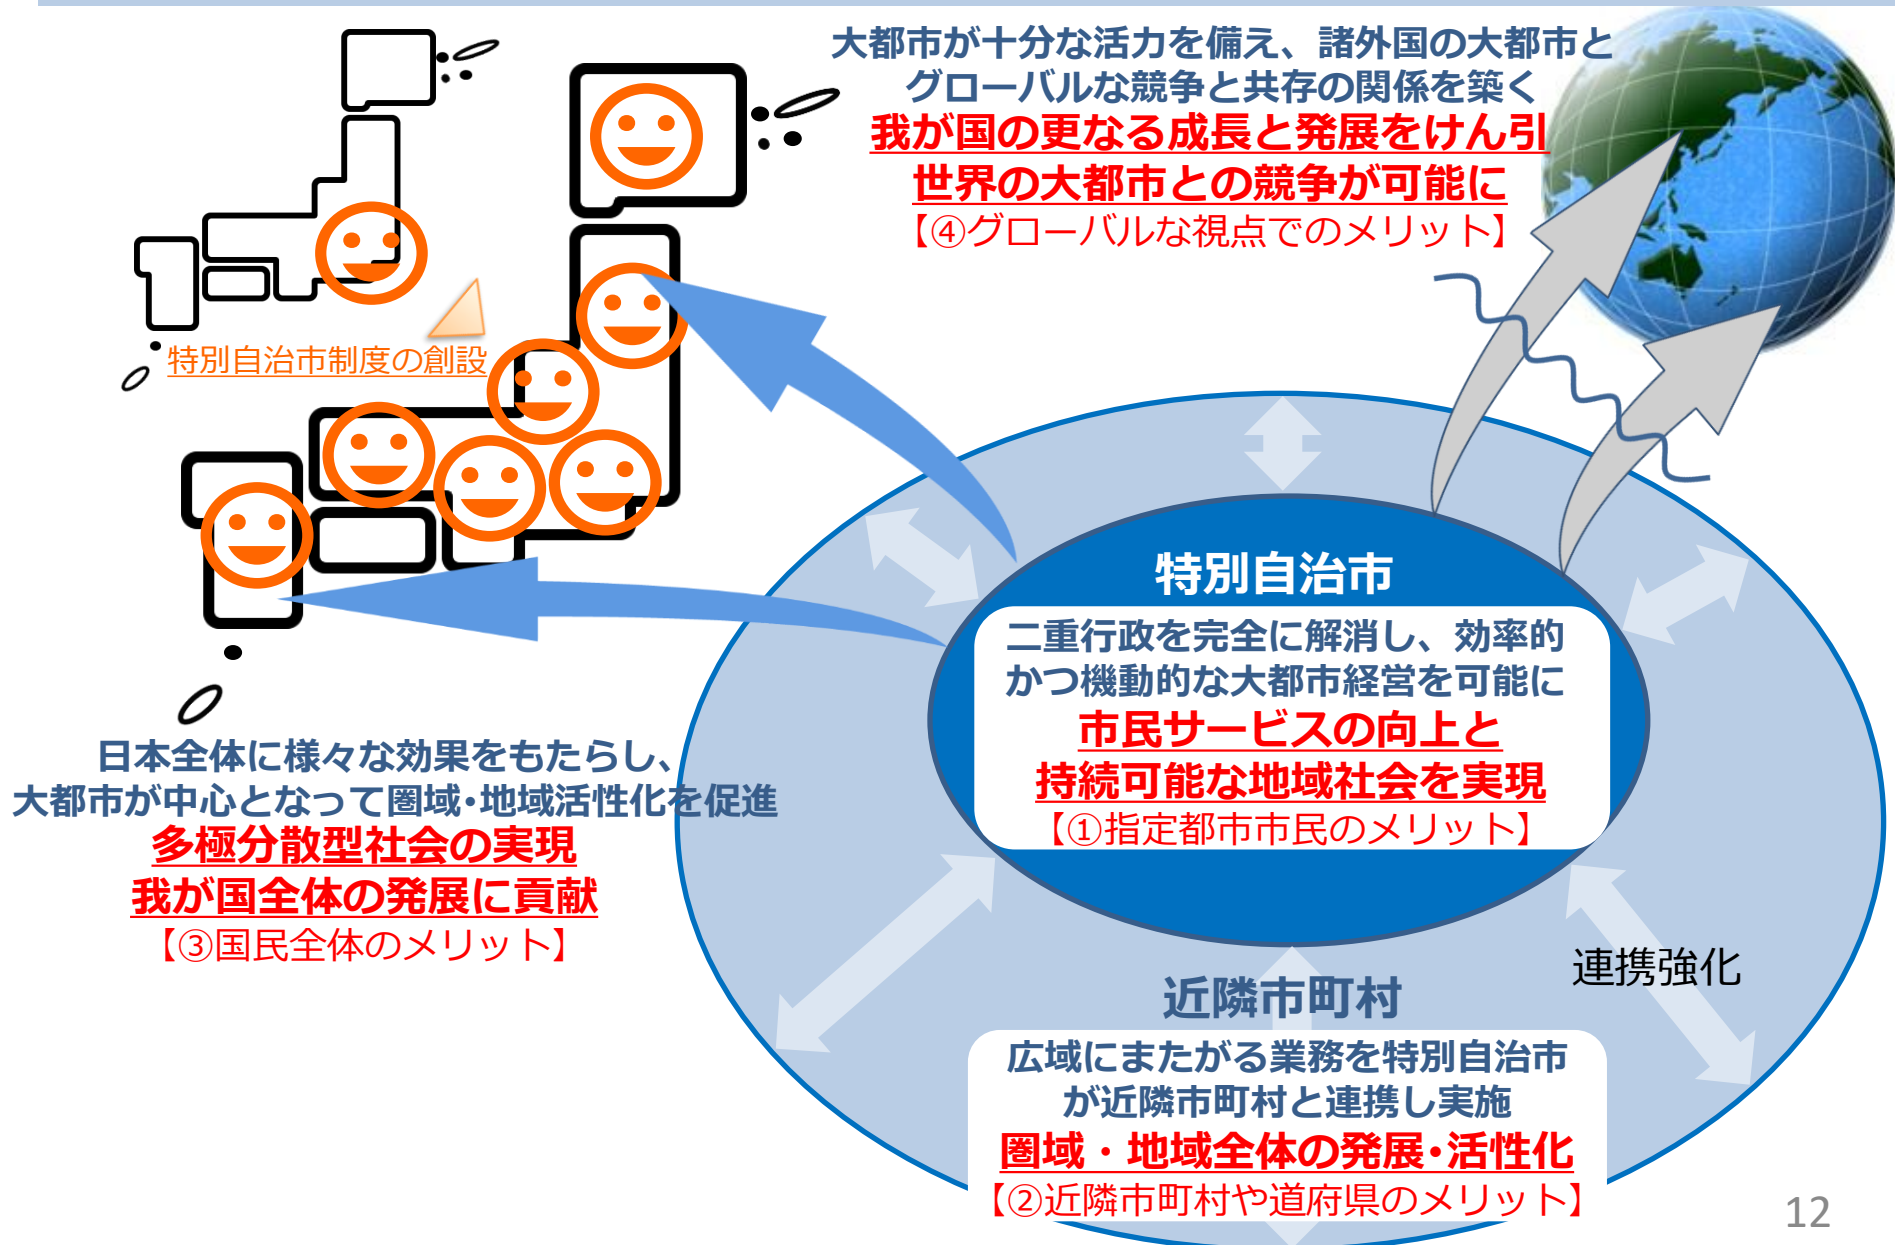 大都市が十分な活力を備え、諸外国の大都市と
グローバルな競争と共存の関係を築く
我が国の更なる成長と発展をけん引
世界の大都市との競争が可能に
【④グローバルな視点でのメリット】
特別自治市制度の創設
特別自治市
二重行政を完全に解消し、効率的
かつ機動的な大都市経営を可能に
市民サービスの向上と
持続可能な地域社会を実現
【①指定都市市民のメリット】
日本全体に様々な効果をもたらし、
大都市が中心となって圏域・地域活性化を促進
多極分散型社会の実現
我が国全体の発展に貢献
【③国民全体のメリット】
連携強化
近隣市町村
広域にまたがる業務を特別自治市
が近隣市町村と連携し実施
圏域・地域全体の発展・活性化
【②近隣市町村や道府県のメリット】
12